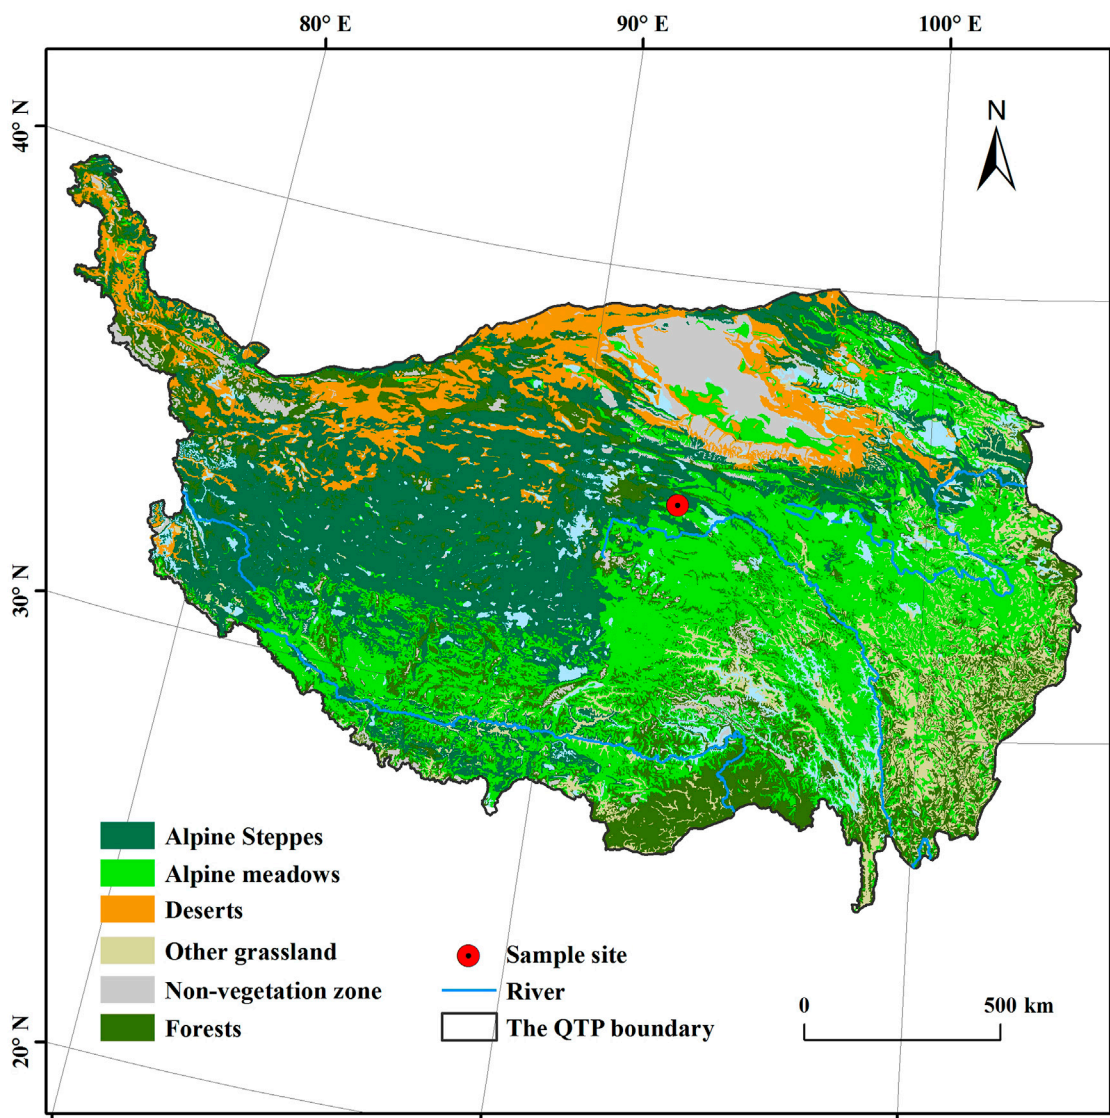 80° E
90° E
100° E
40° N
30° N
20° N
N
Alpine Steppes
Alpine meadows
Deserts
Other grassland
Non-vegetation zone
Forests
Sample site
River
The QTP boundary
0
500 km